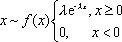 x ~ f(x) { λe^{-λx}, x ≥ 0
0, x < 0